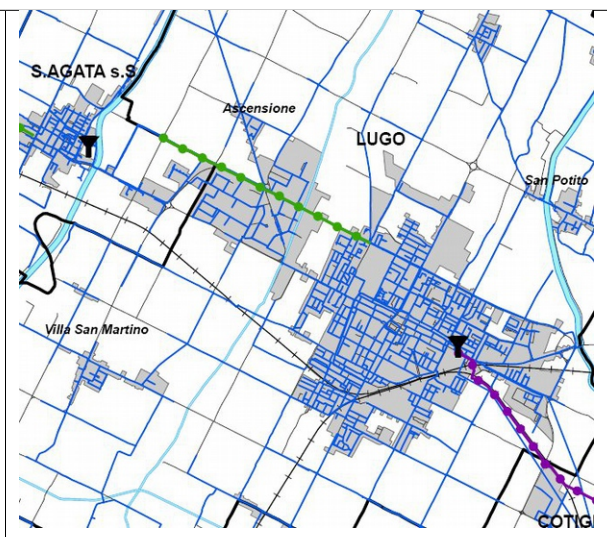 S.AGATA s.S
Ascensione
LUGO
San Potito
Villa San Martino
COTIG